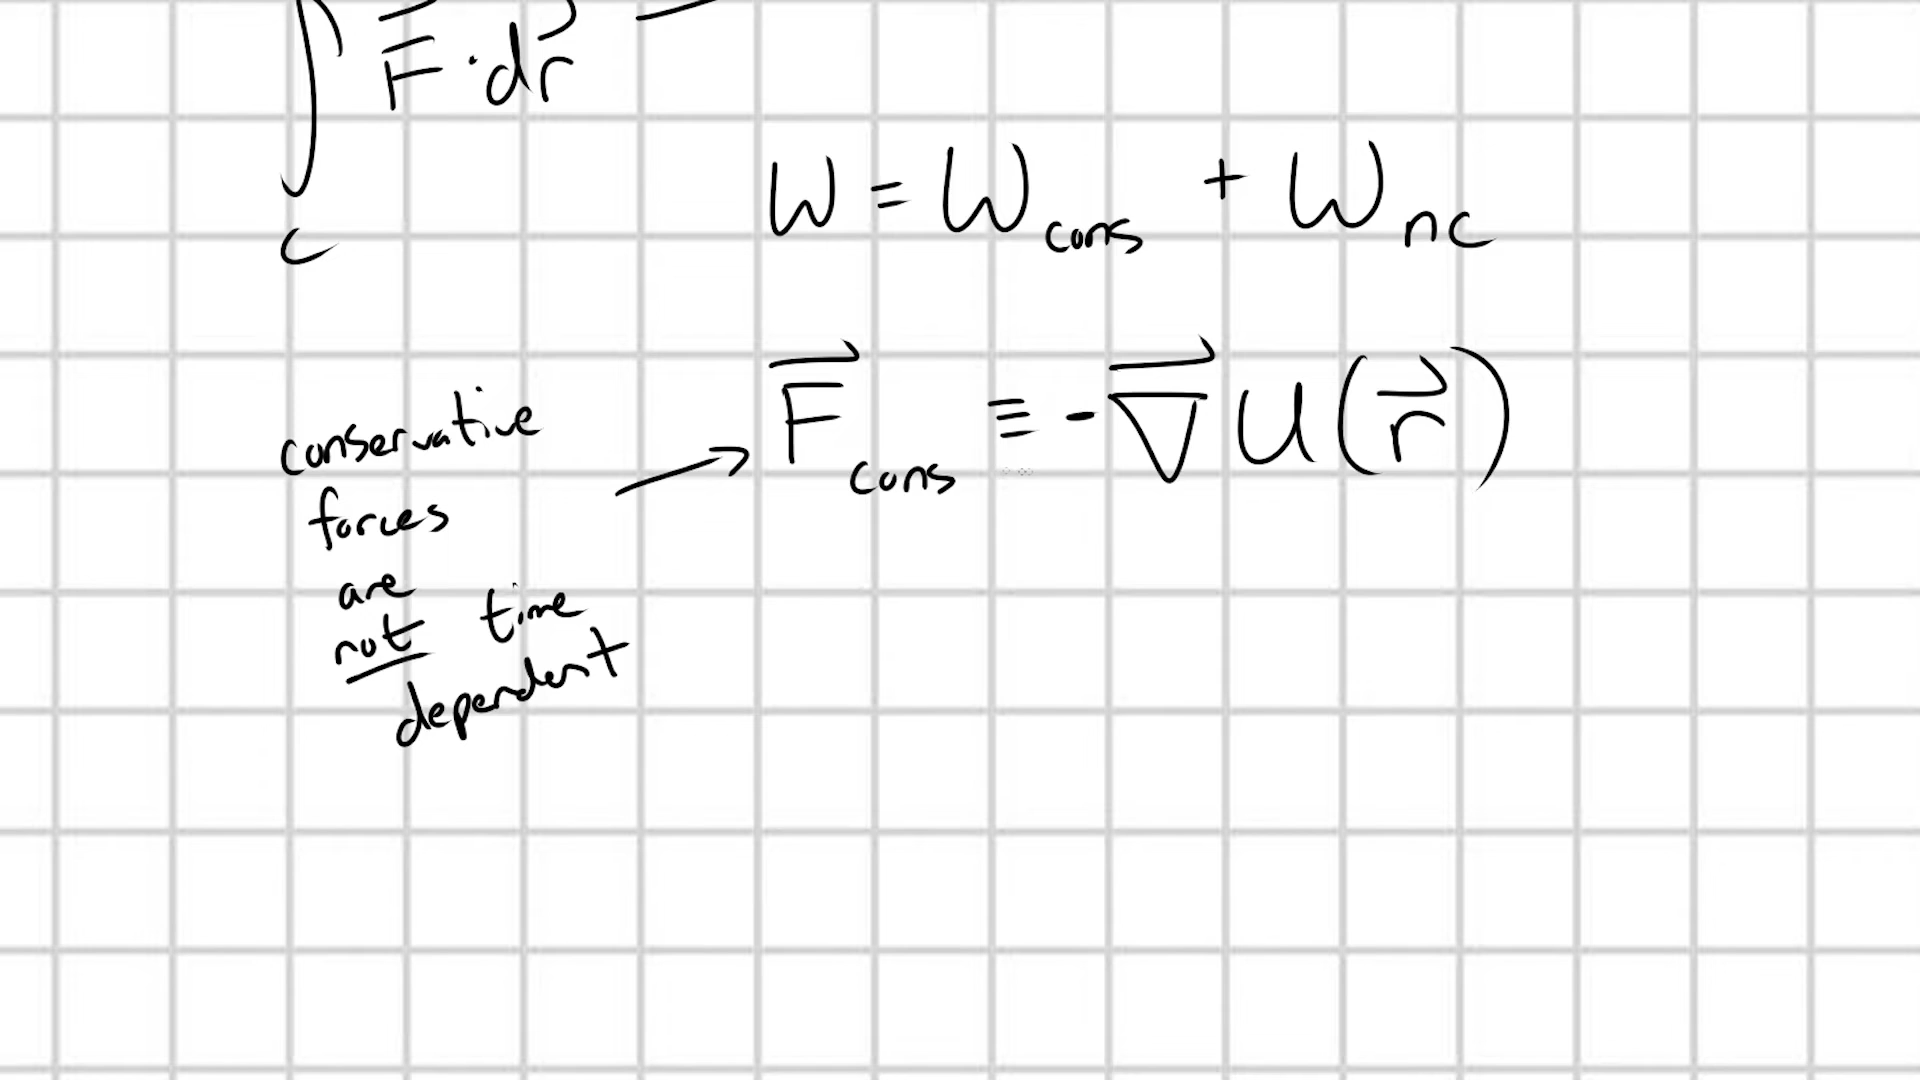 ∫ F⃗ · dr⃗
C
W = W_cons + W_nc
F⃗_cons ≡ -∇⃗ U(r⃗)
conservative
forces
are
not time
dependent